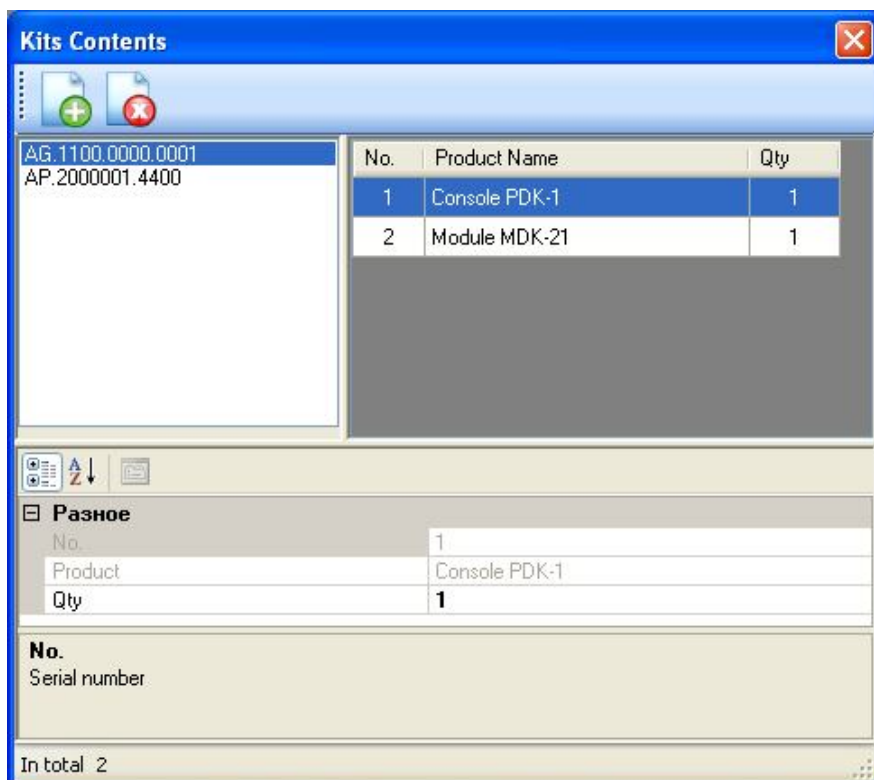 Kits Contents
AG.1100.0000.0001
AP.2000001.4400
No. Product Name Qty
1 Console PDK-1 1
2 Module MDK-21 1
Разное
No. 1
Product Console PDK-1
Qty 1
No.
Serial number
In total 2